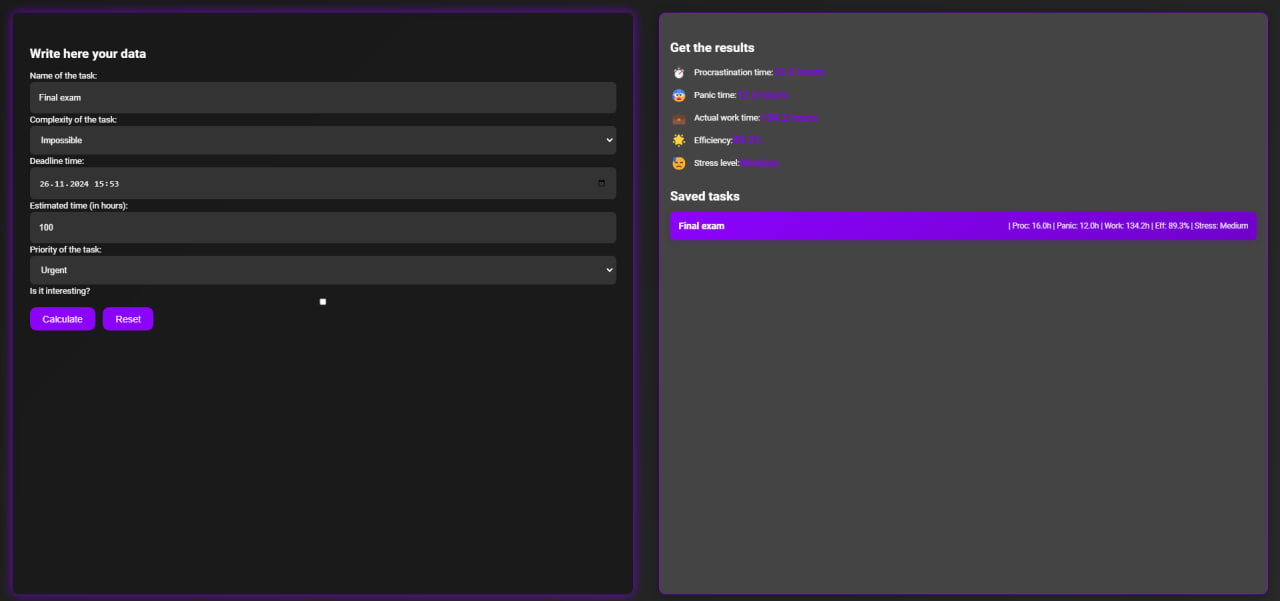 Write here your data
Name of the task:
Final exam
Complexity of the task:
Impossible
Deadline time:
26.11.2024 15:53
Estimated time (in hours):
100
Priority of the task:
Urgent
Is it interesting?
Calculate Reset
Get the results
Procrastination time:16.0 hours
Panic time: 12.0 hours
Actual work time:134.2 hours
Efficiency:89.3%
Stress level:Medium
Saved tasks
Final exam | Proc: 16.0h | Panic: 12.0h | Work: 134.2h | Eff: 89.3% | Stress: Medium